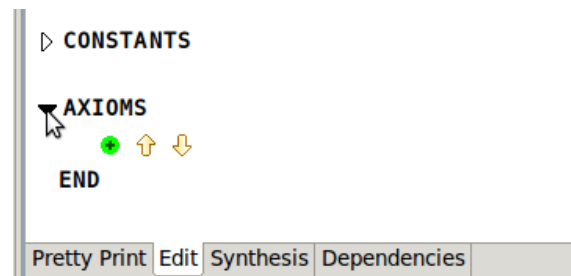 CONSTANTS
AXIOMS
END
Pretty Print Edit Synthesis Dependencies